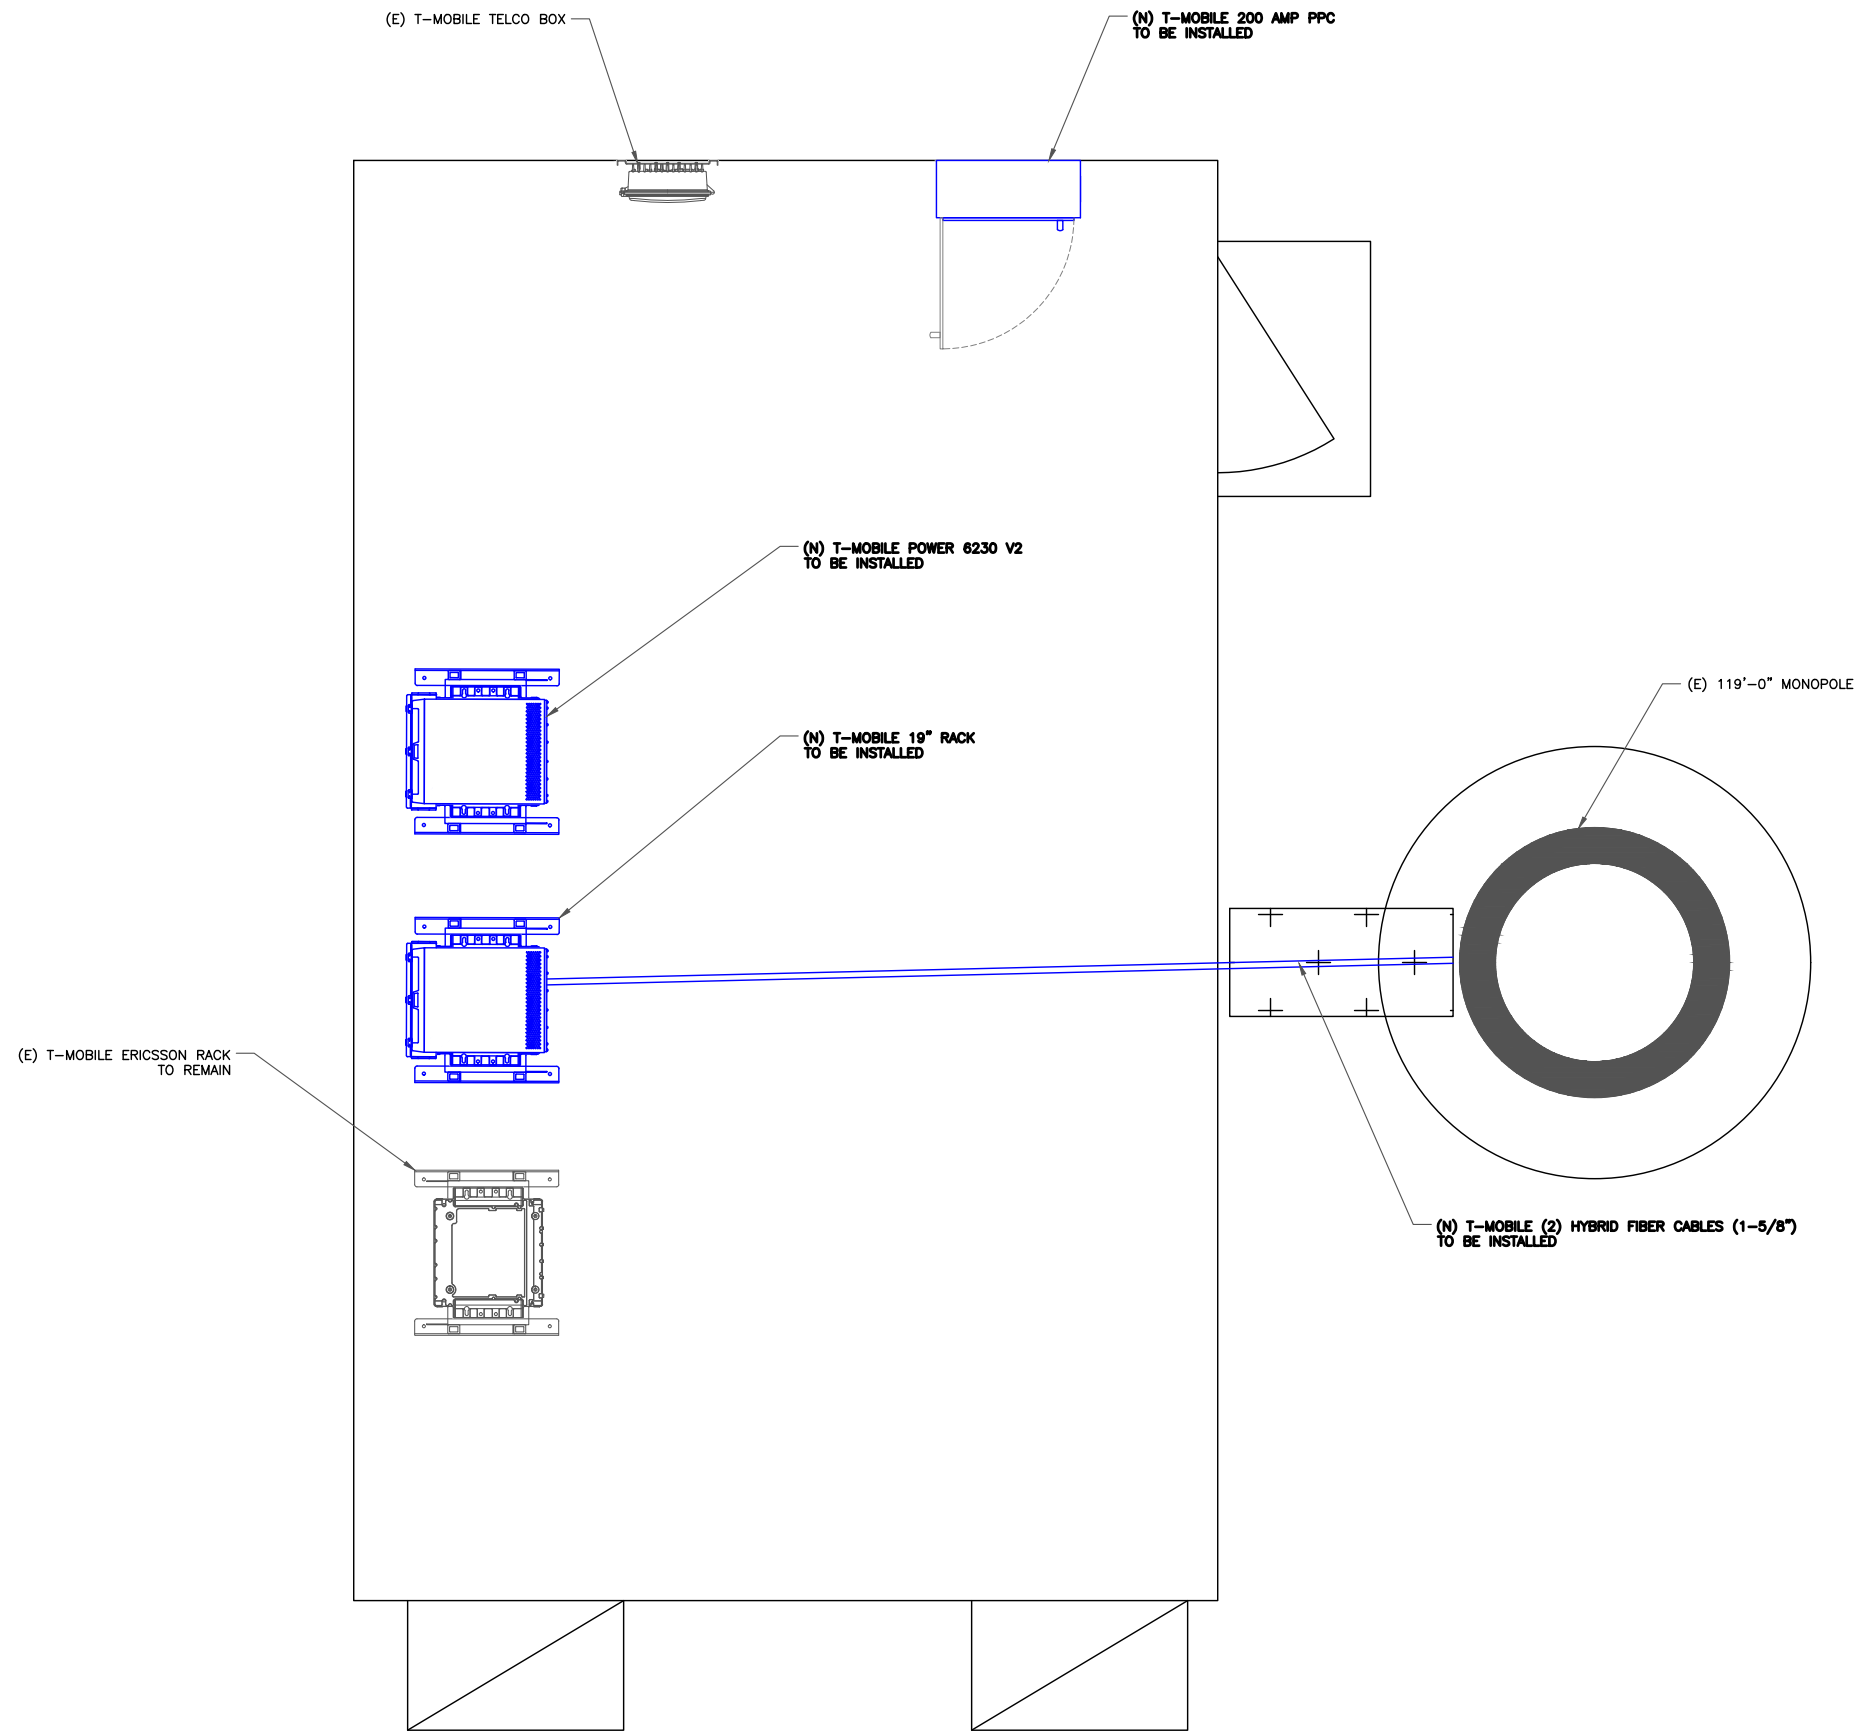 (E) T-MOBILE TELCO BOX
(N) T-MOBILE 200 AMP PPC
TO BE INSTALLED
(N) T-MOBILE POWER 6230 V2
TO BE INSTALLED
(E) 119'-0" MONOPOLE
(N) T-MOBILE 19" RACK
TO BE INSTALLED
(E) T-MOBILE ERICSSON RACK
TO REMAIN
(N) T-MOBILE (2) HYBRID FIBER CABLES (1-5/8")
TO BE INSTALLED